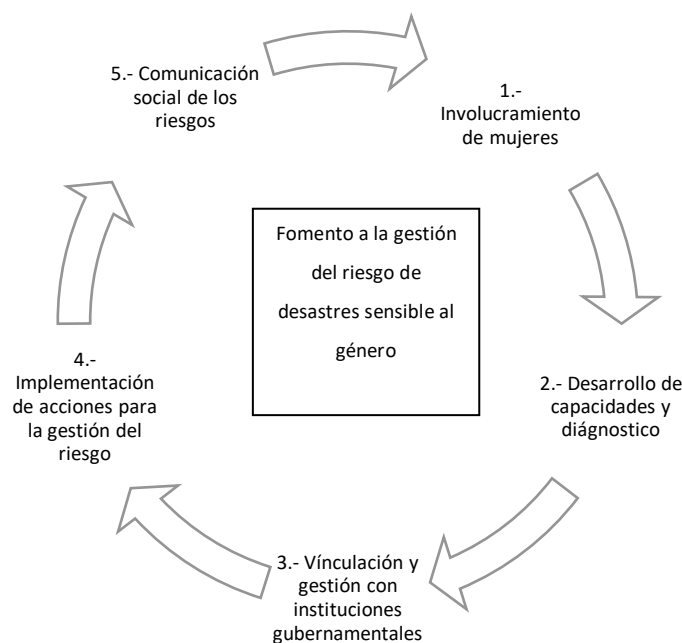 5.- Comunicación
social de los
riesgos
1.-
Involucramiento
de mujeres
Fomento a la gestión
del riesgo de
desastres sensible al
género
2.- Desarrollo de
capacidades y
diágnostico
3.- Vínculación y
gestión con
instituciones
gubernamentales
4.-
Implementación
de acciones para
la gestión del
riesgo